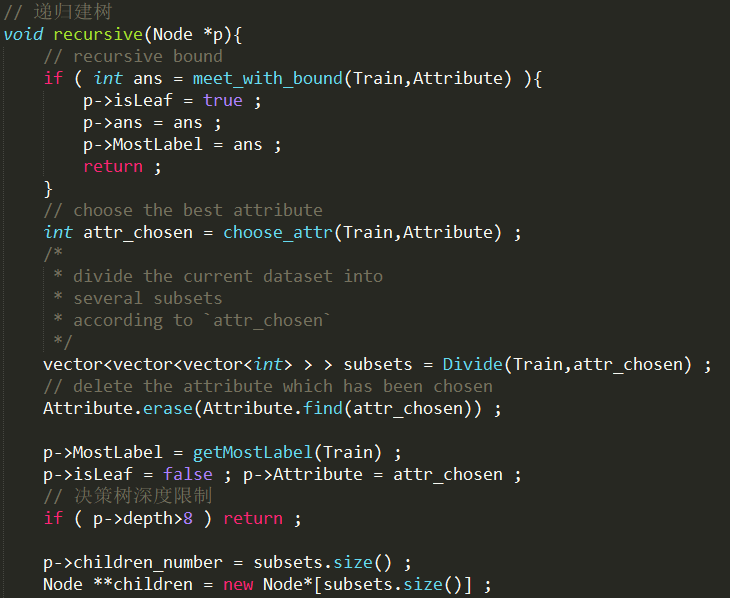 // 递归建树
void recursive(Node *p){
    // recursive bound
    if ( int ans = meet_with_bound(Train,Attribute) ){
        p->isLeaf = true ;
        p->ans = ans ;
        p->MostLabel = ans ;
        return ;
    }
    // choose the best attribute
    int attr_chosen = choose_attr(Train,Attribute) ;
    /*
     * divide the current dataset into
     * several subsets
     * according to `attr_chosen`
     */
    vector<vector<vector<int> > > subsets = Divide(Train,attr_chosen) ;
    // delete the attribute which has been chosen
    Attribute.erase(Attribute.find(attr_chosen)) ;

    p->MostLabel = getMostLabel(Train) ;
    p->isLeaf = false ; p->Attribute = attr_chosen ;
    // 决策树深度限制
    if ( p->depth>8 ) return ;

    p->children_number = subsets.size() ;
    Node **children = new Node*[subsets.size()] ;